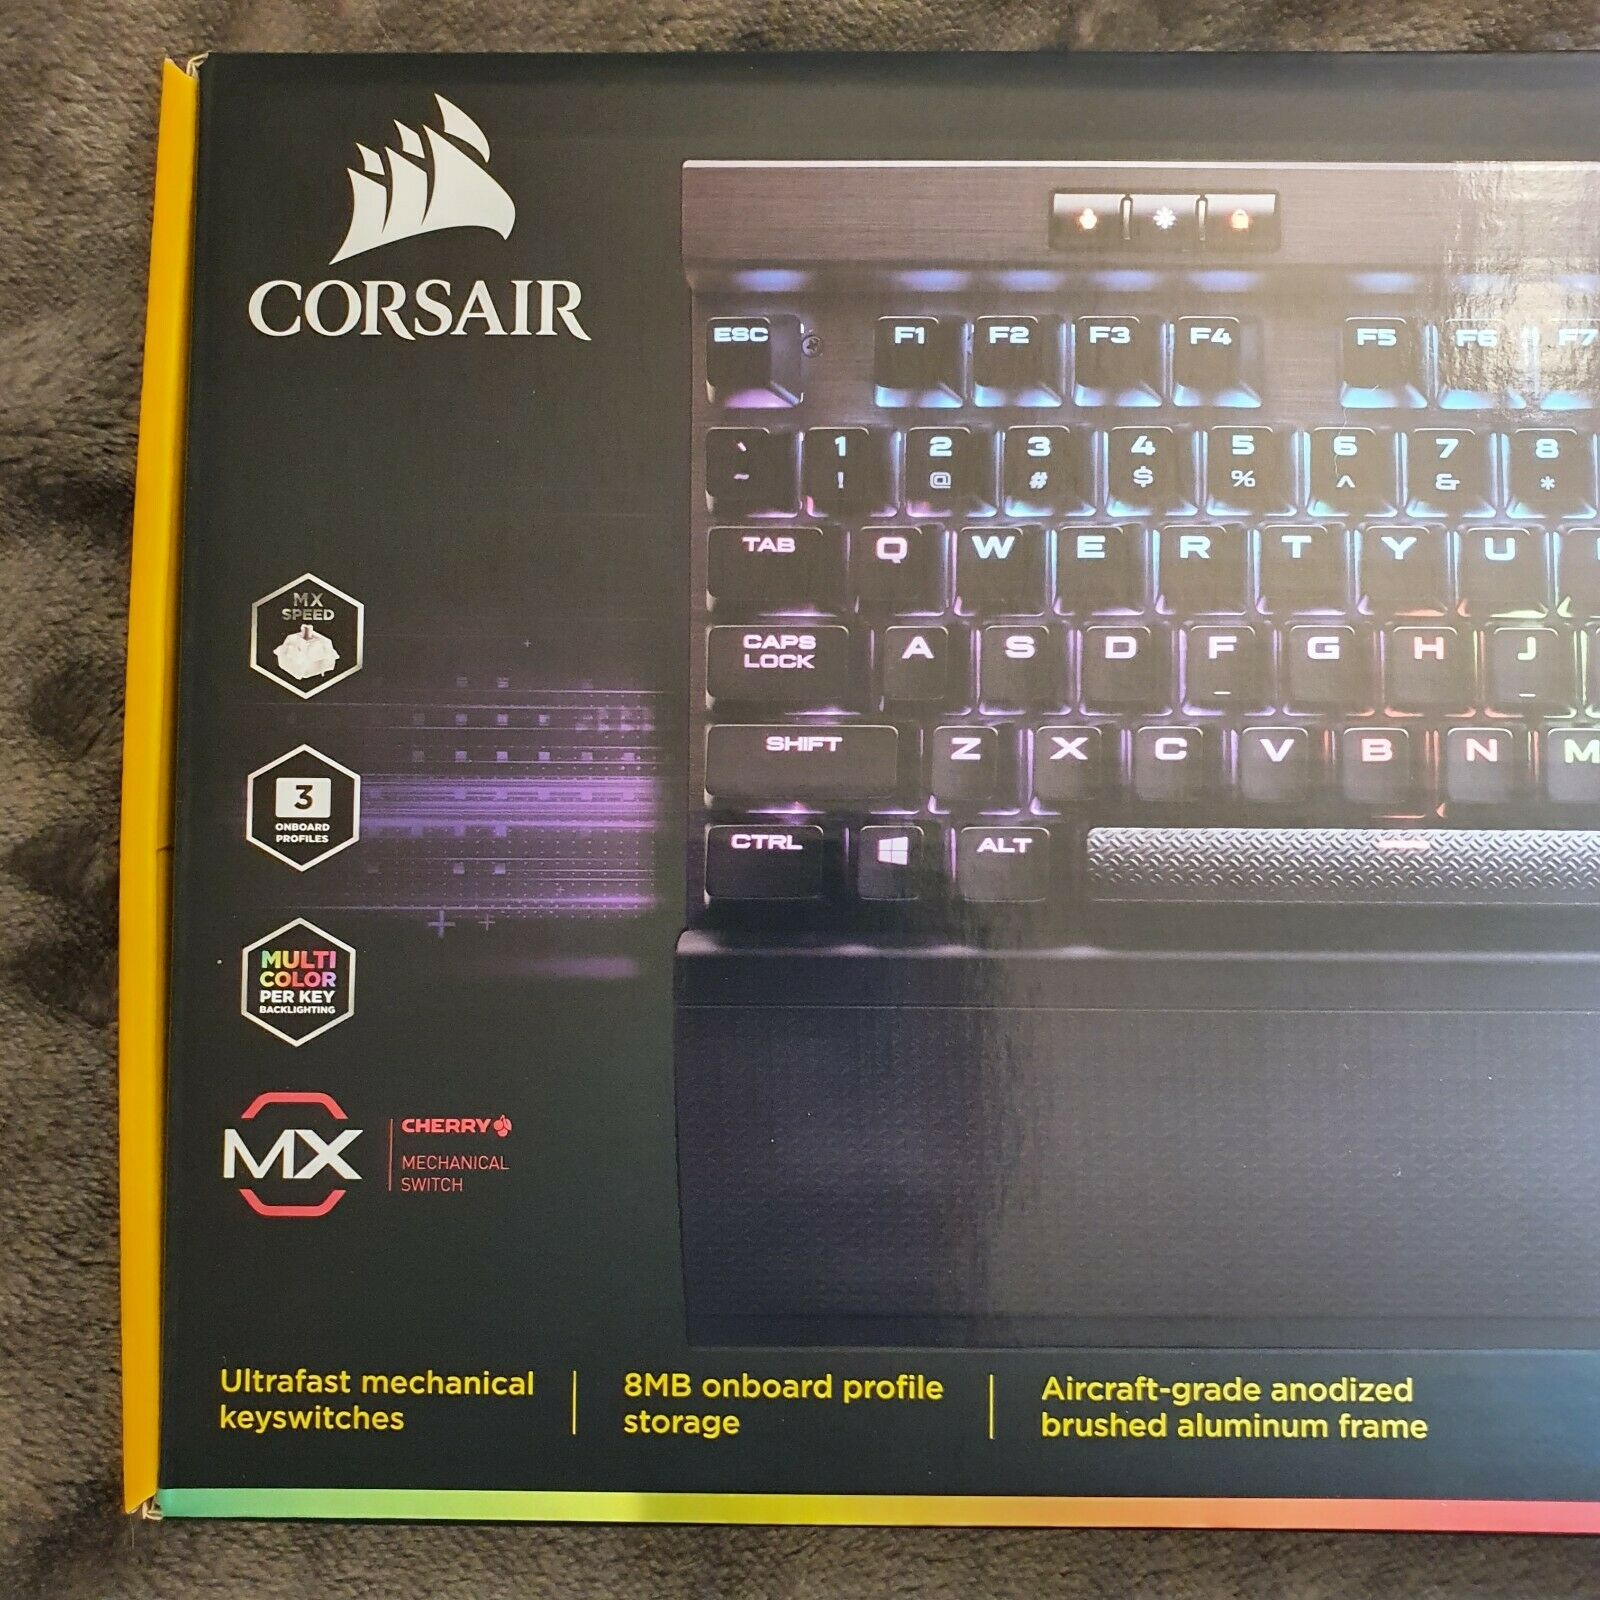 CORSAIR
MX
SPEED
3
ONBOARD
PROFILES
MULTI
COLOR
PER KEY
BACKLIGHTING
MX
CHERRY
MECHANICAL
SWITCH
ESC F1 F2 F3 F4 F5 F6 F7
` 1 2 3 4 5 6 7 8
~ ! @ # $ % ^ & *
TAB Q W E R T Y U
CAPS
LOCK A S D F G H J
SHIFT Z X C V B N M
CTRL ALT
Ultrafast mechanical
keyswitches
8MB onboard profile
storage
Aircraft-grade anodized
brushed aluminum frame